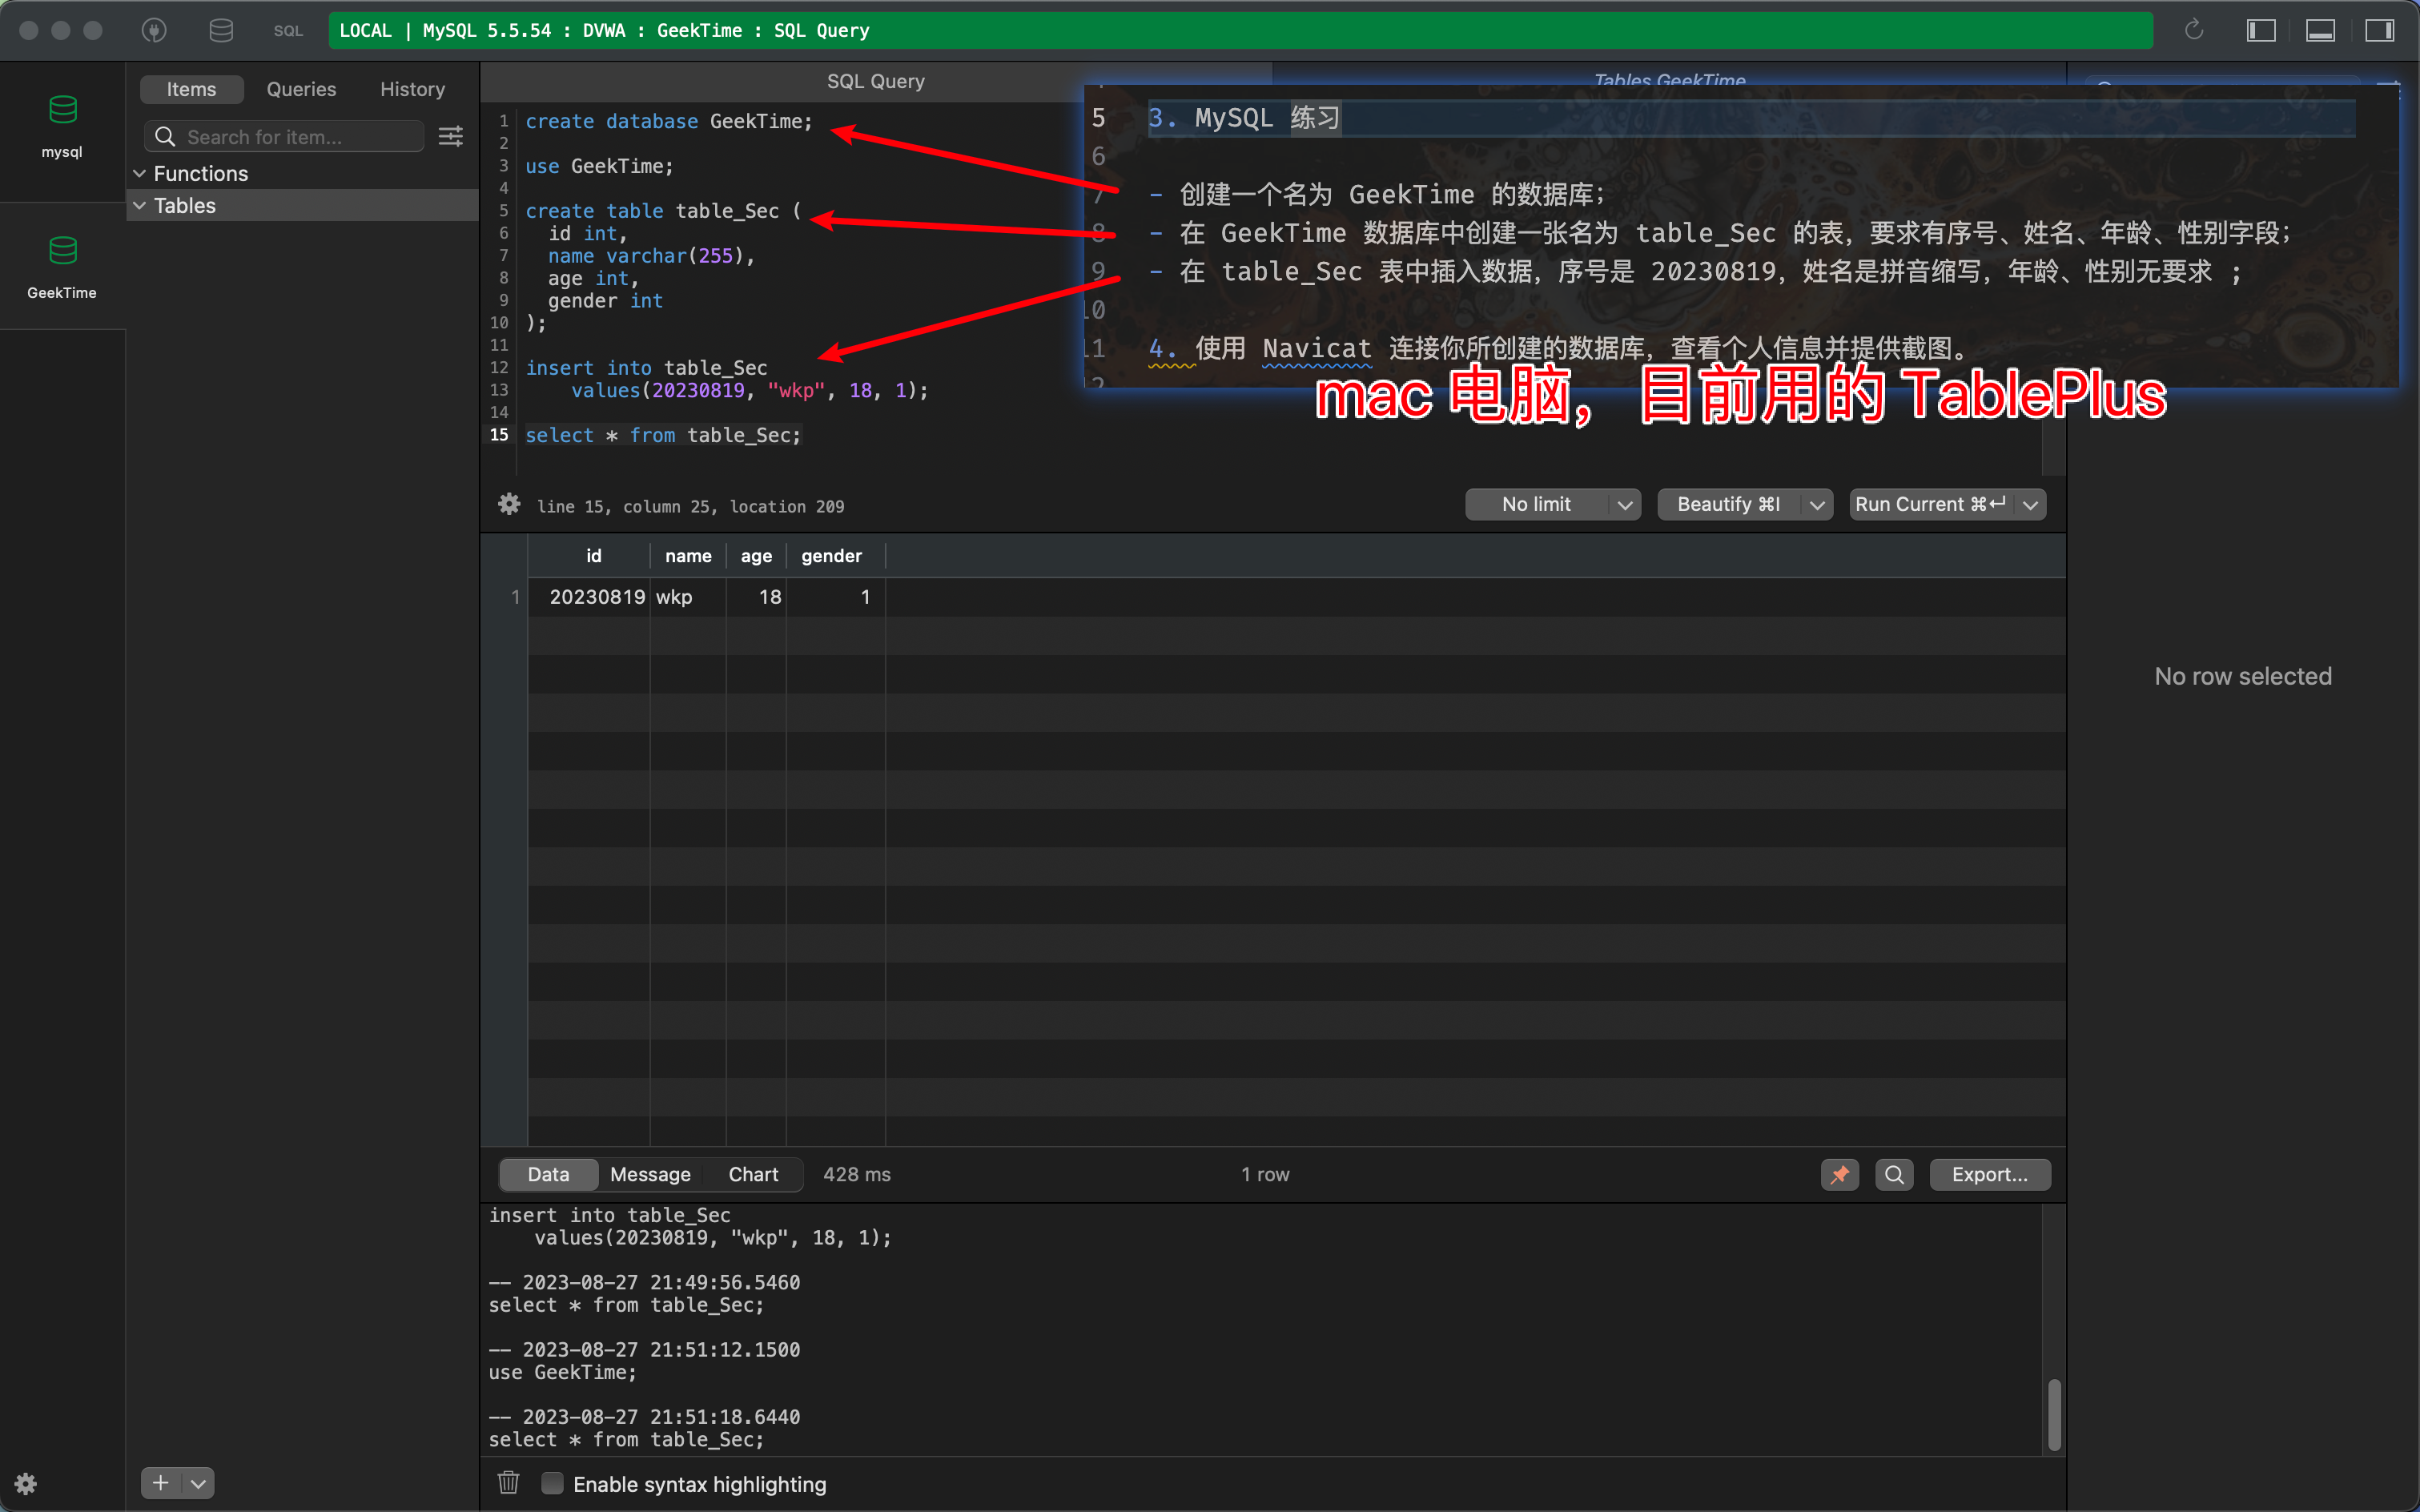 SQL
LOCAL | MySQL 5.5.54 : DVWA : GeekTime : SQL Query
mysql
GeekTime
Items
Queries
History
Search for item...
Functions
Tables
SQL Query
Tables GeekTime
1 create database GeekTime;
2
3 use GeekTime;
4
5 create table table_Sec (
6 id int,
7 name varchar(255),
8 age int,
9 gender int
10 );
11
12 insert into table_Sec
13 values(20230819, "wkp", 18, 1);
14
15 select * from table_Sec;
5 3. MySQL 练习
6
7 - 创建一个名为 GeekTime 的数据库；
8 - 在 GeekTime 数据库中创建一张名为 table_Sec 的表，要求有序号、姓名、年龄、性别字段；
9 - 在 table_Sec 表中插入数据，序号是 20230819，姓名是拼音缩写，年龄、性别无要求 ；
10
11 4. 使用 Navicat 连接你所创建的数据库，查看个人信息并提供截图。
12
mac 电脑，目前用的 TablePlus
line 15, column 25, location 209
No limit
Beautify ⌘I
Run Current ⌘↵
id name age gender
1 20230819 wkp 18 1
No row selected
Data
Message
Chart
428 ms
1 row
Export...
insert into table_Sec
values(20230819, "wkp", 18, 1);
-- 2023-08-27 21:49:56.5460
select * from table_Sec;
-- 2023-08-27 21:51:12.1500
use GeekTime;
-- 2023-08-27 21:51:18.6440
select * from table_Sec;
Enable syntax highlighting